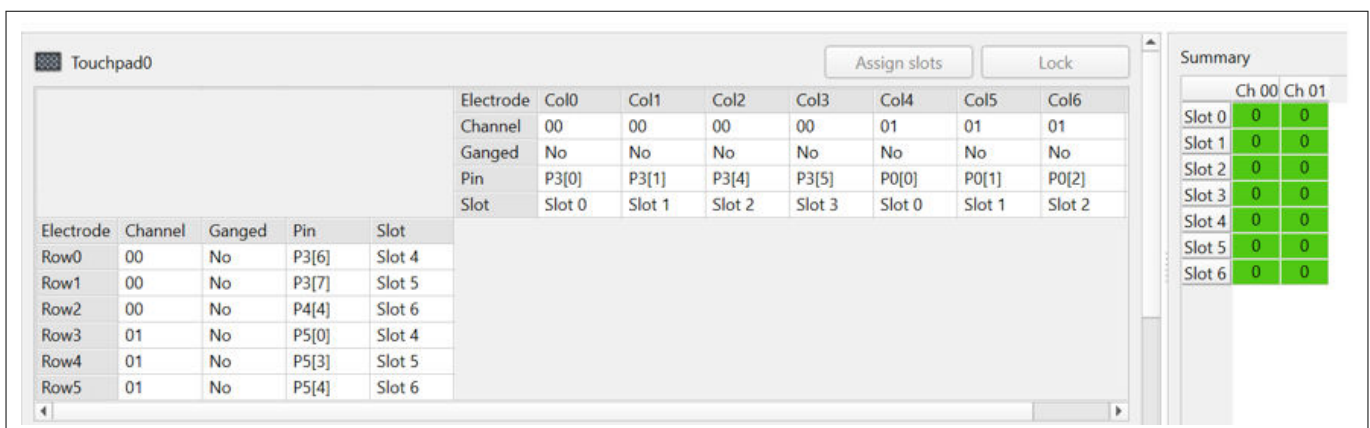 Touchpad0 Assign slots Lock Summary
Electrode Col0 Col1 Col2 Col3 Col4 Col5 Col6 Ch 00 Ch 01
Channel 00 00 00 00 01 01 01 Slot 0 0 0
Ganged No No No No No No No Slot 1 0 0
Pin P3[0] P3[1] P3[4] P3[5] P0[0] P0[1] P0[2] Slot 2 0 0
Slot Slot 0 Slot 1 Slot 2 Slot 3 Slot 0 Slot 1 Slot 2 Slot 3 0 0
Electrode Channel Ganged Pin Slot Slot 4 0 0
Row0 00 No P3[6] Slot 4 Slot 5 0 0
Row1 00 No P3[7] Slot 5 Slot 6 0 0
Row2 00 No P4[4] Slot 6
Row3 01 No P5[0] Slot 4
Row4 01 No P5[3] Slot 5
Row5 01 No P5[4] Slot 6